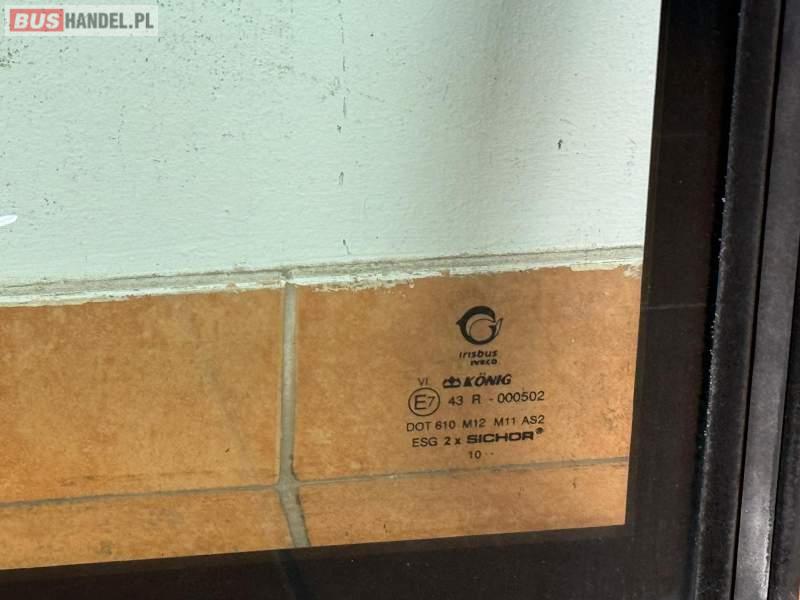 BUSHANDEL.PL
irisbus
IVECO
VI KÖNIG
E7 43 R - 000502
DOT 610 M12 M11 AS2
ESG 2 x SICHOR®
10 ··